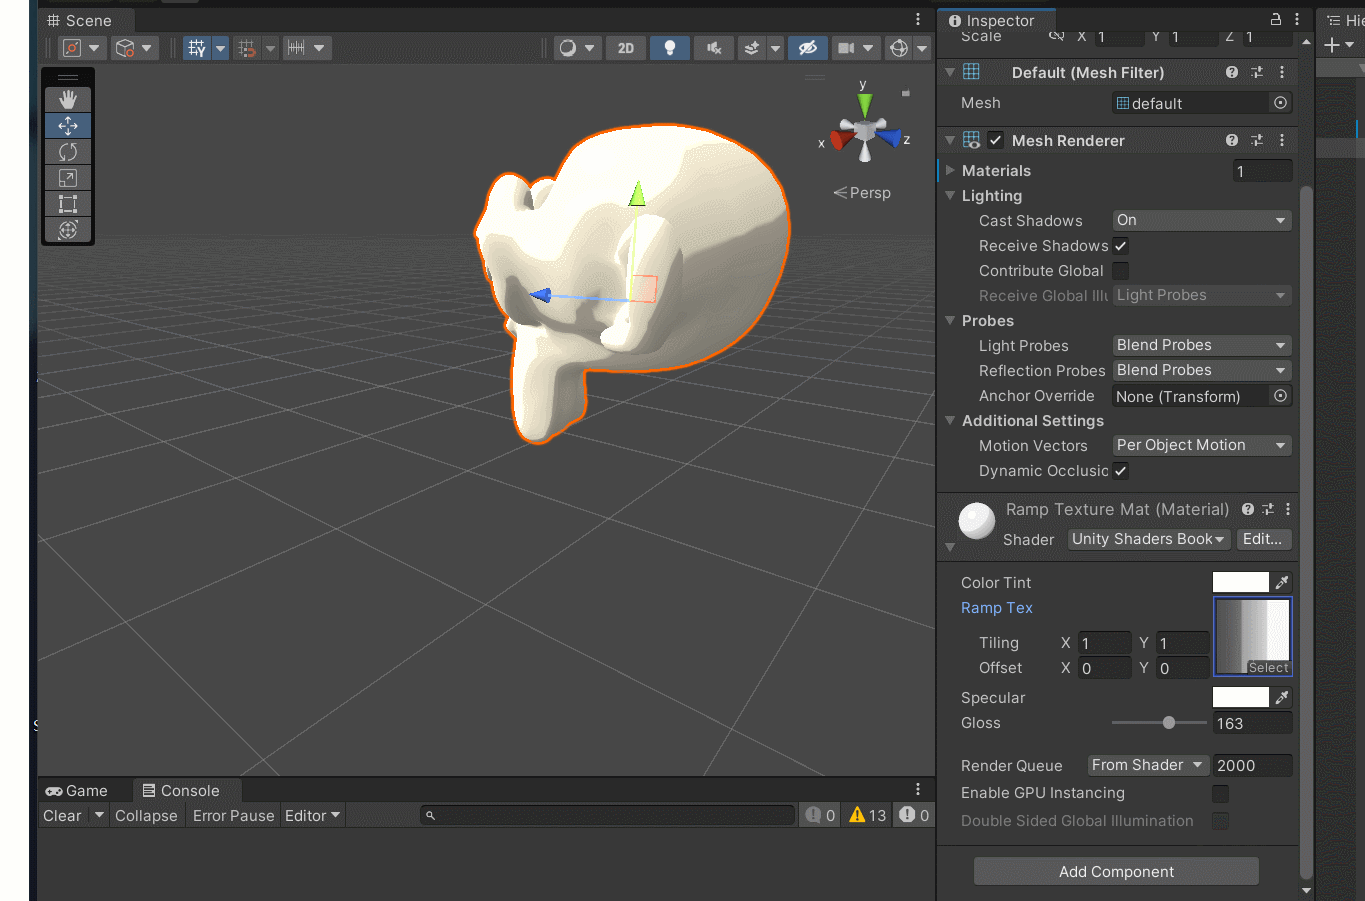 Scene
2D
y
x
z
Persp
Game
Console
Clear
Collapse
Error Pause
Editor
0
13
0
Inspector
Scale X 1 Y 1 Z 1
Default (Mesh Filter)
Mesh default
Mesh Renderer
Materials 1
Lighting
Cast Shadows On
Receive Shadows
Contribute Global
Receive Global Illu Light Probes
Probes
Light Probes Blend Probes
Reflection Probes Blend Probes
Anchor Override None (Transform)
Additional Settings
Motion Vectors Per Object Motion
Dynamic Occlusic
Ramp Texture Mat (Material)
Shader Unity Shaders Book Edit...
Color Tint
Ramp Tex
Tiling X 1 Y 1
Offset X 0 Y 0
Select
Specular
Gloss 163
Render Queue From Shader 2000
Enable GPU Instancing
Double Sided Global Illumination
Add Component
Hie